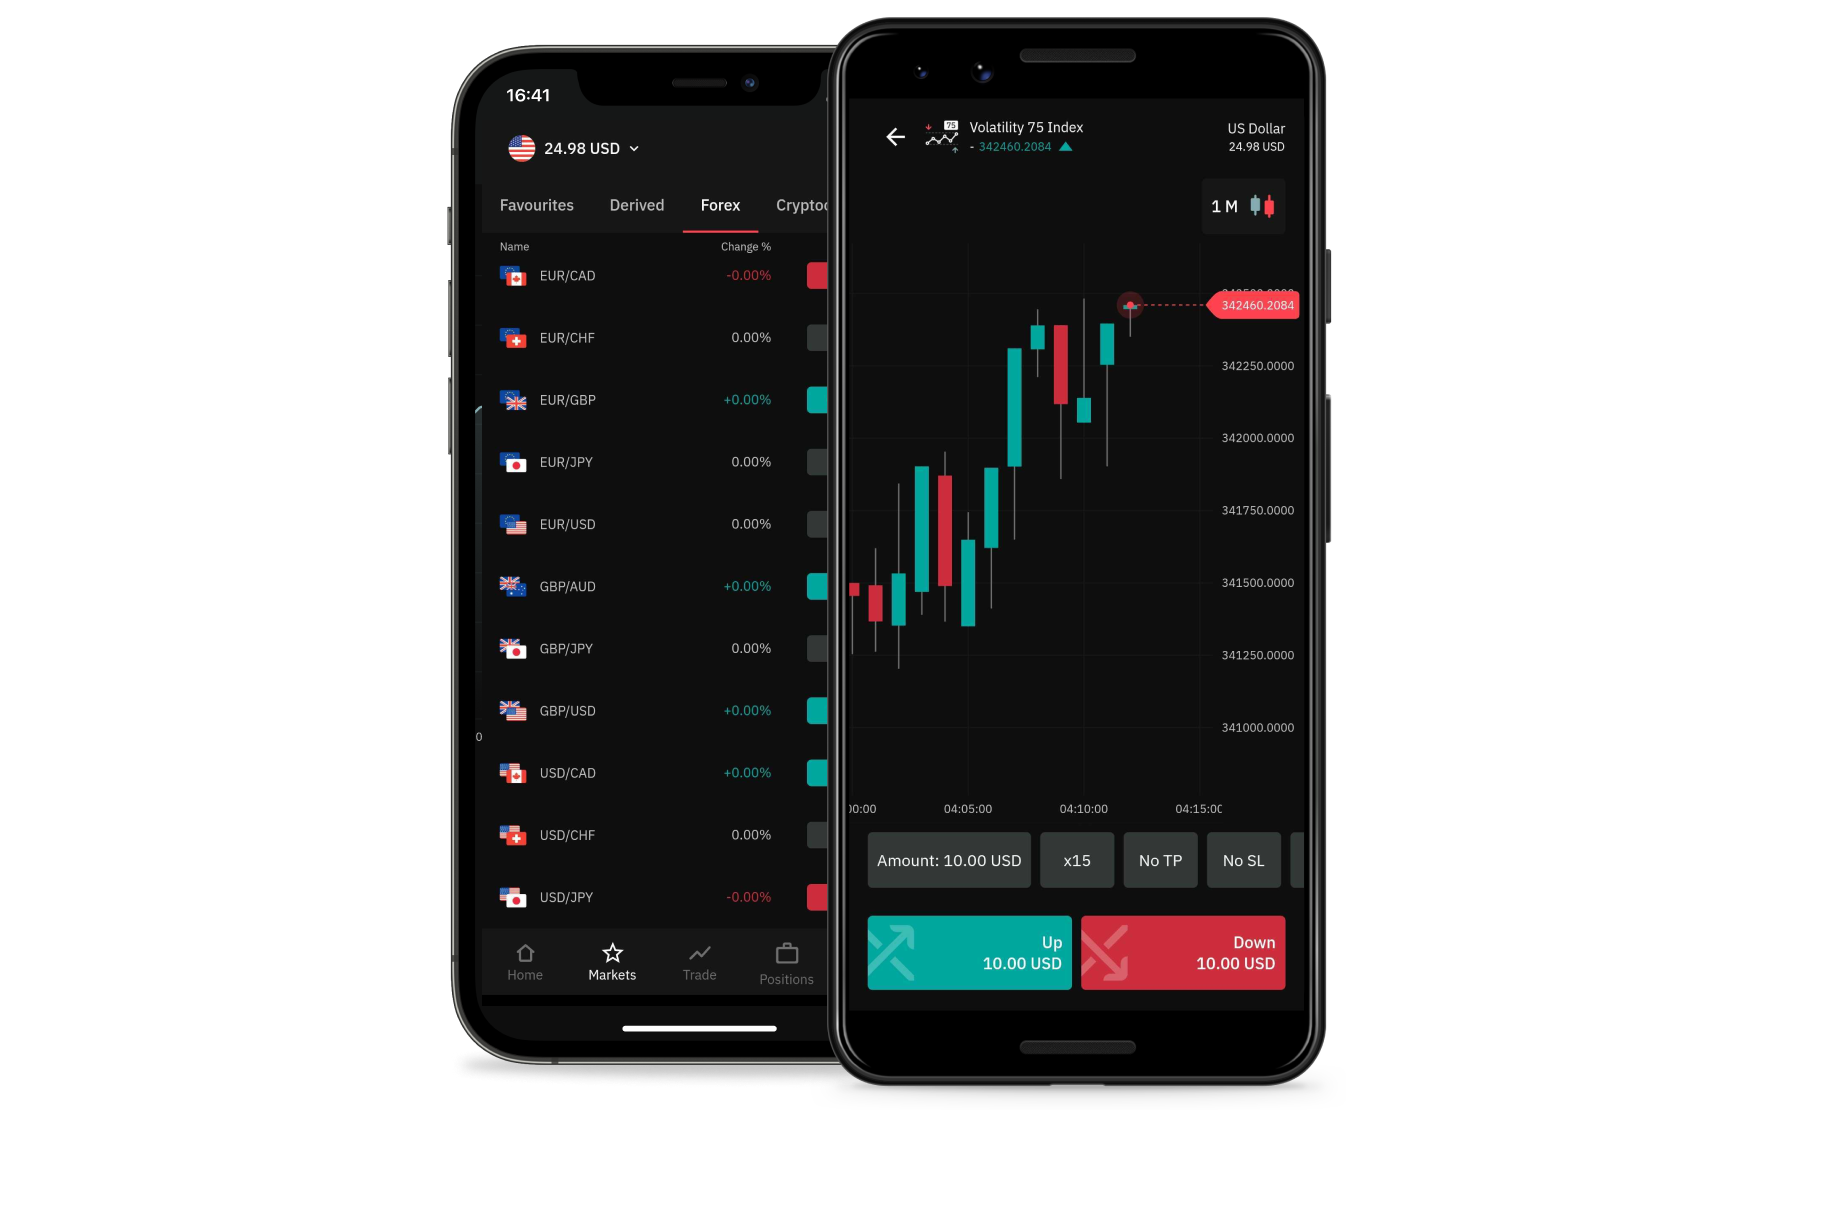 16:41
24.98 USD
Favourites Derived Forex
Name Change %
EUR/CAD -0.00%
EUR/CHF 0.00%
EUR/GBP +0.00%
EUR/JPY 0.00%
EUR/USD 0.00%
GBP/AUD +0.00%
GBP/JPY 0.00%
GBP/USD +0.00%
USD/CAD +0.00%
USD/CHF 0.00%
USD/JPY -0.00%
0
Home Markets Trade Positions
75
Volatility 75 Index
- 342460.2084
US Dollar
24.98 USD
1 M
342460.2084
342250.0000
342000.0000
341750.0000
341500.0000
341250.0000
341000.0000
04:05:00 04:10:00
Amount: 10.00 USD x15 No TP No SL
Up
10.00 USD
Down
10.00 USD